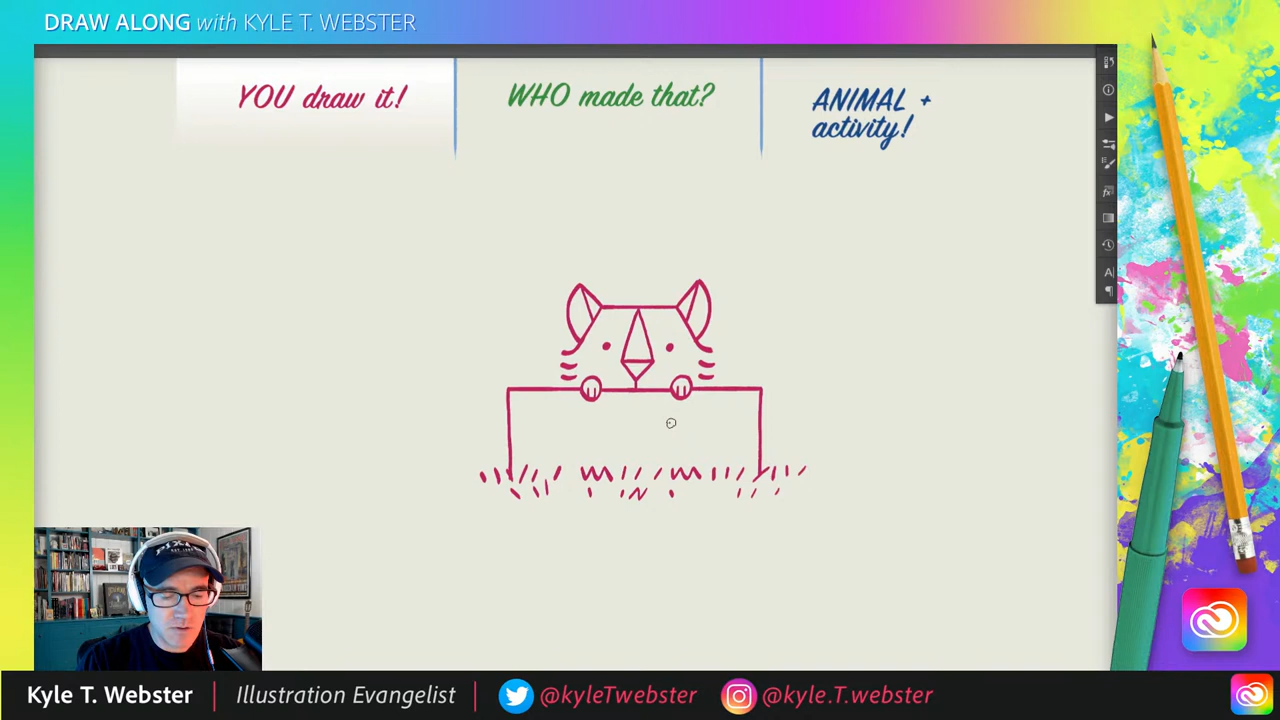 DRAW ALONG with KYLE T. WEBSTER
YOU draw it!
WHO made that?
ANIMAL +
activity!
PIXAR
Kyle T. Webster | Illustration Evangelist | @kyleTwebster @kyle.T.webster